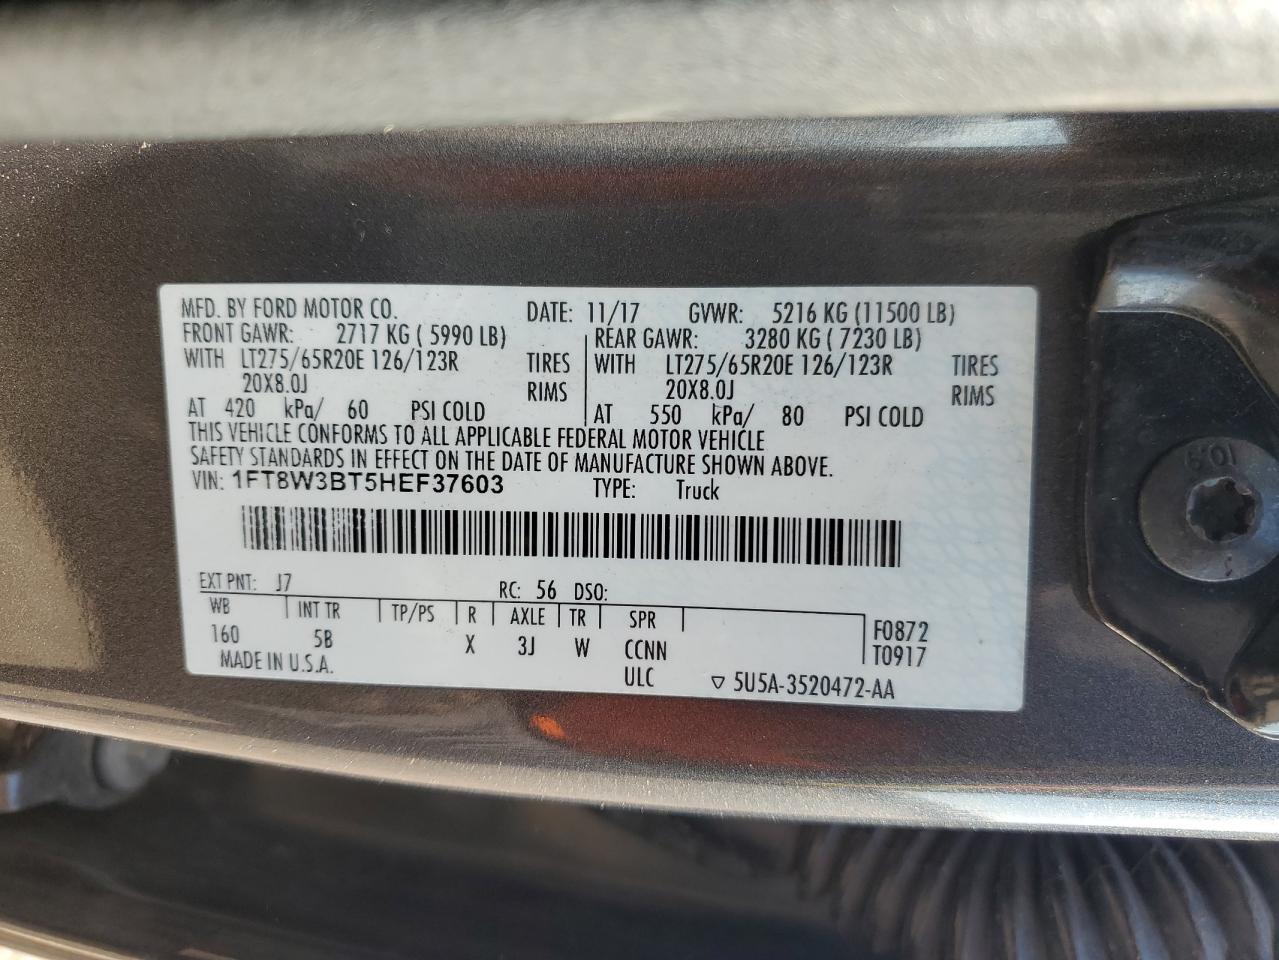 MFD. BY FORD MOTOR CO. DATE: 11/17 GVWR: 5216 KG (11500 LB)
FRONT GAWR: 2717 KG ( 5990 LB) REAR GAWR: 3280 KG ( 7230 LB)
WITH LT275/65R20E 126/123R TIRES WITH LT275/65R20E 126/123R TIRES
20X8.0J RIMS 20X8.0J RIMS
AT 420 kPa/ 60 PSI COLD AT 550 kPa/ 80 PSI COLD
THIS VEHICLE CONFORMS TO ALL APPLICABLE FEDERAL MOTOR VEHICLE
SAFETY STANDARDS IN EFFECT ON THE DATE OF MANUFACTURE SHOWN ABOVE.
VIN: 1FT8W3BT5HEF37603 TYPE: Truck
EXT PNT: J7 RC: 56 DSO:
WB INT TR TP/PS R AXLE TR SPR F0872
160 5B X 3J W CCNN T0917
MADE IN U.S.A. ULC ▽ 5U5A-3520472-AA
10.9